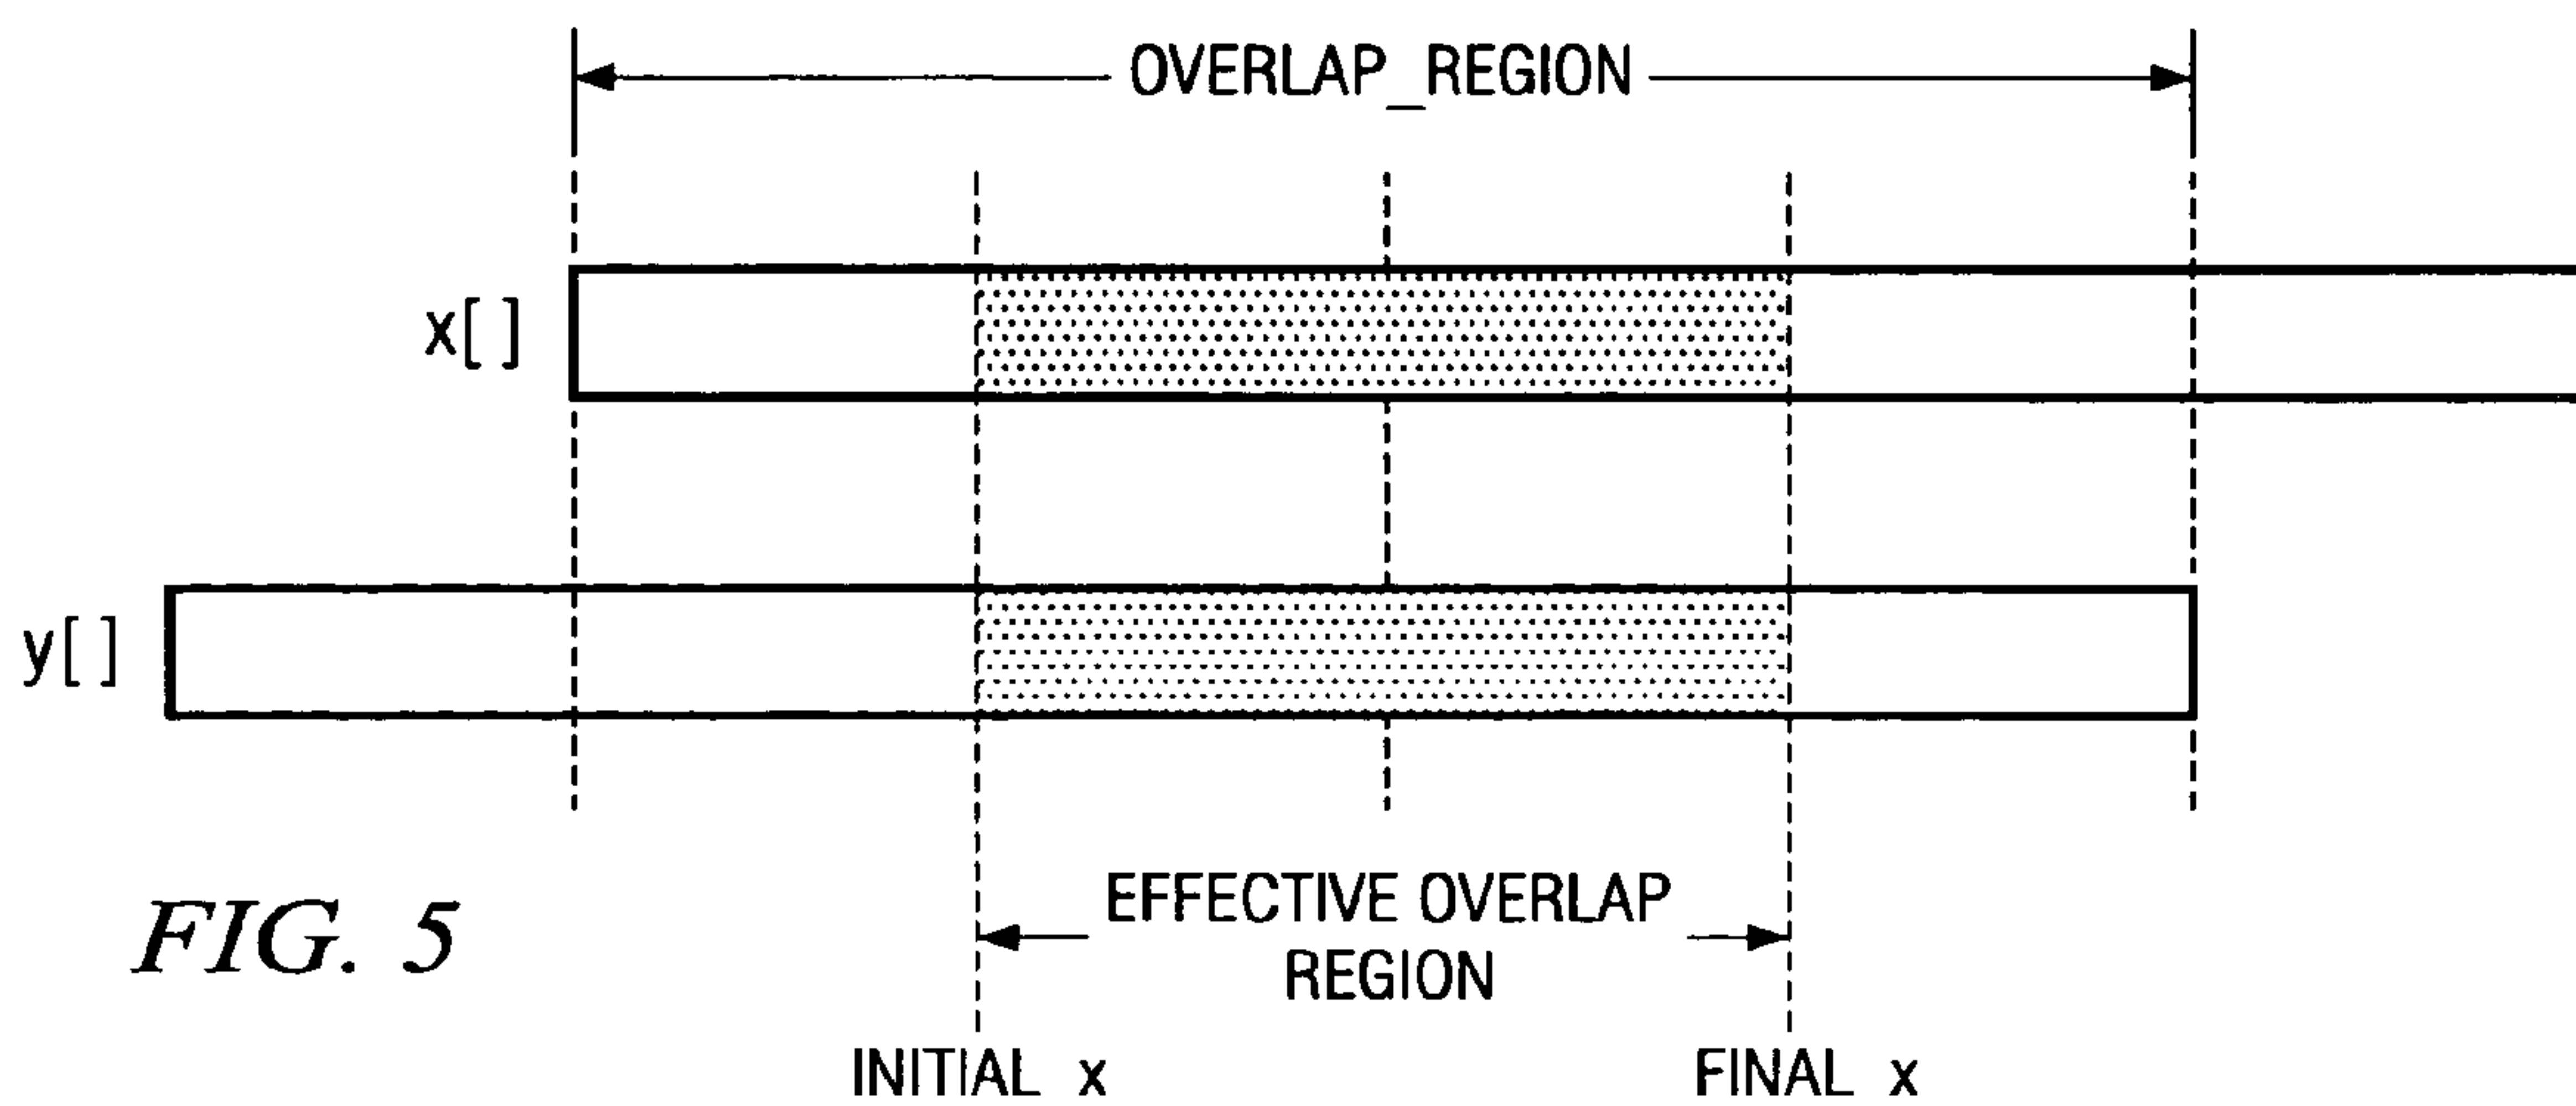 OVERLAP_REGION
x[ ]
y[ ]
EFFECTIVE OVERLAP
REGION
FIG. 5
INITIAL x
FINAL x